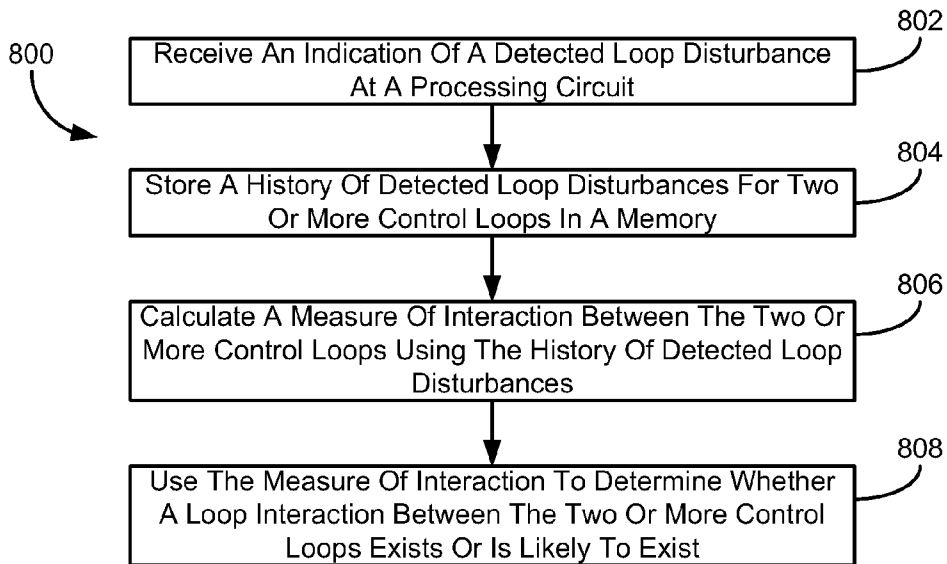 800
802
Receive An Indication Of A Detected Loop Disturbance
At A Processing Circuit
804
Store A History Of Detected Loop Disturbances For Two
Or More Control Loops In A Memory
806
Calculate A Measure Of Interaction Between The Two Or
More Control Loops Using The History Of Detected Loop
Disturbances
808
Use The Measure Of Interaction To Determine Whether
A Loop Interaction Between The Two Or More Control
Loops Exists Or Is Likely To Exist